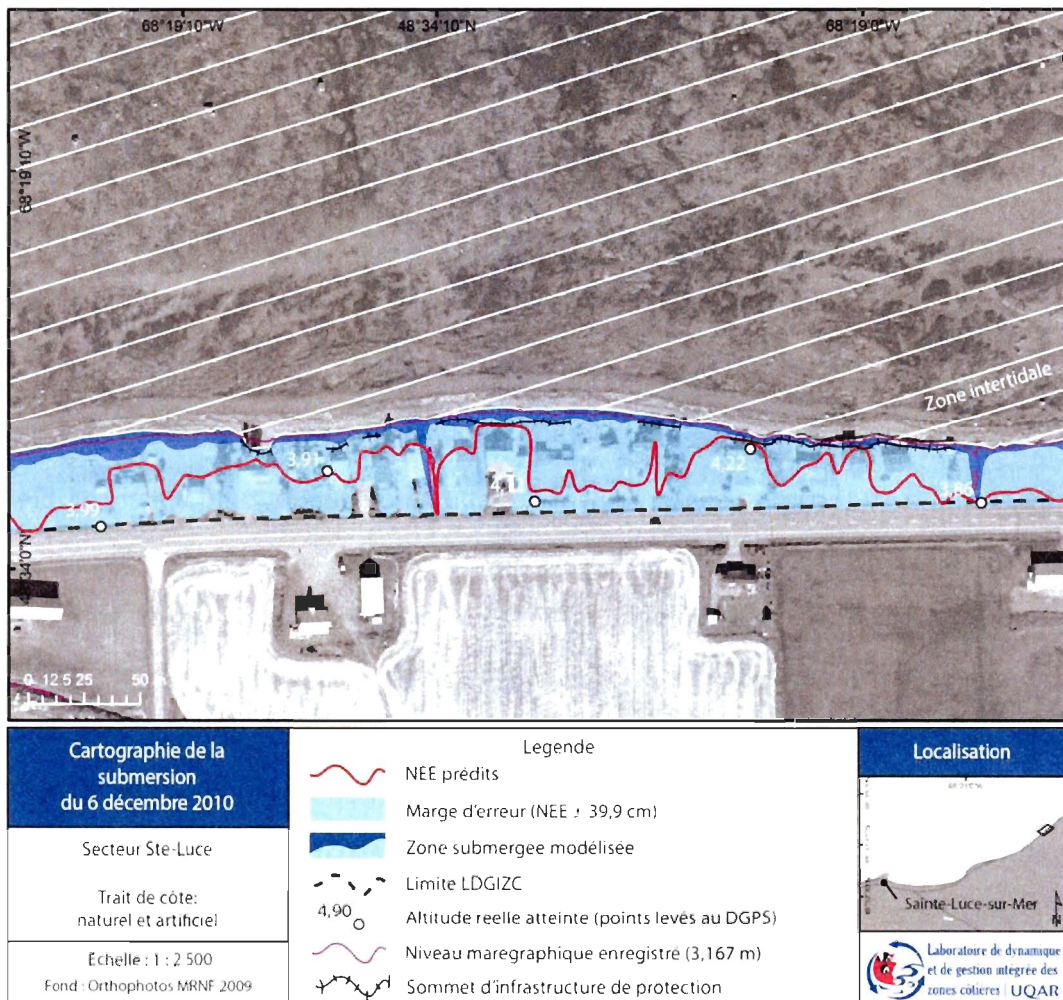 68°19'10"W
48°34'10"N
68°19'0"W
68°19'10"W
Zone intertidale
3,91
4,22
3,86
3,99
34'0"N
0 12.5 25 50
Cartographie de la
submersion
du 6 décembre 2010
Secteur Ste-Luce
Trait de côte:
naturel et artificiel
Échelle : 1 : 2 500
Fond : Orthophotos MRNF 2009
Legende
NEE prédits
Marge d'erreur (NEE ± 39,9 cm)
Zone submergee modélisée
Limite LDGIZC
4,90
Altitude reelle atteinte (points levés au DGPS)
Niveau maregraphique enregistré (3,167 m)
Sommet d'infrastructure de protection
Localisation
Sainte-Luce-sur-Mer
N
Laboratoire de dynamique
et de gestion intégrée des
zones côtieres | UQAR